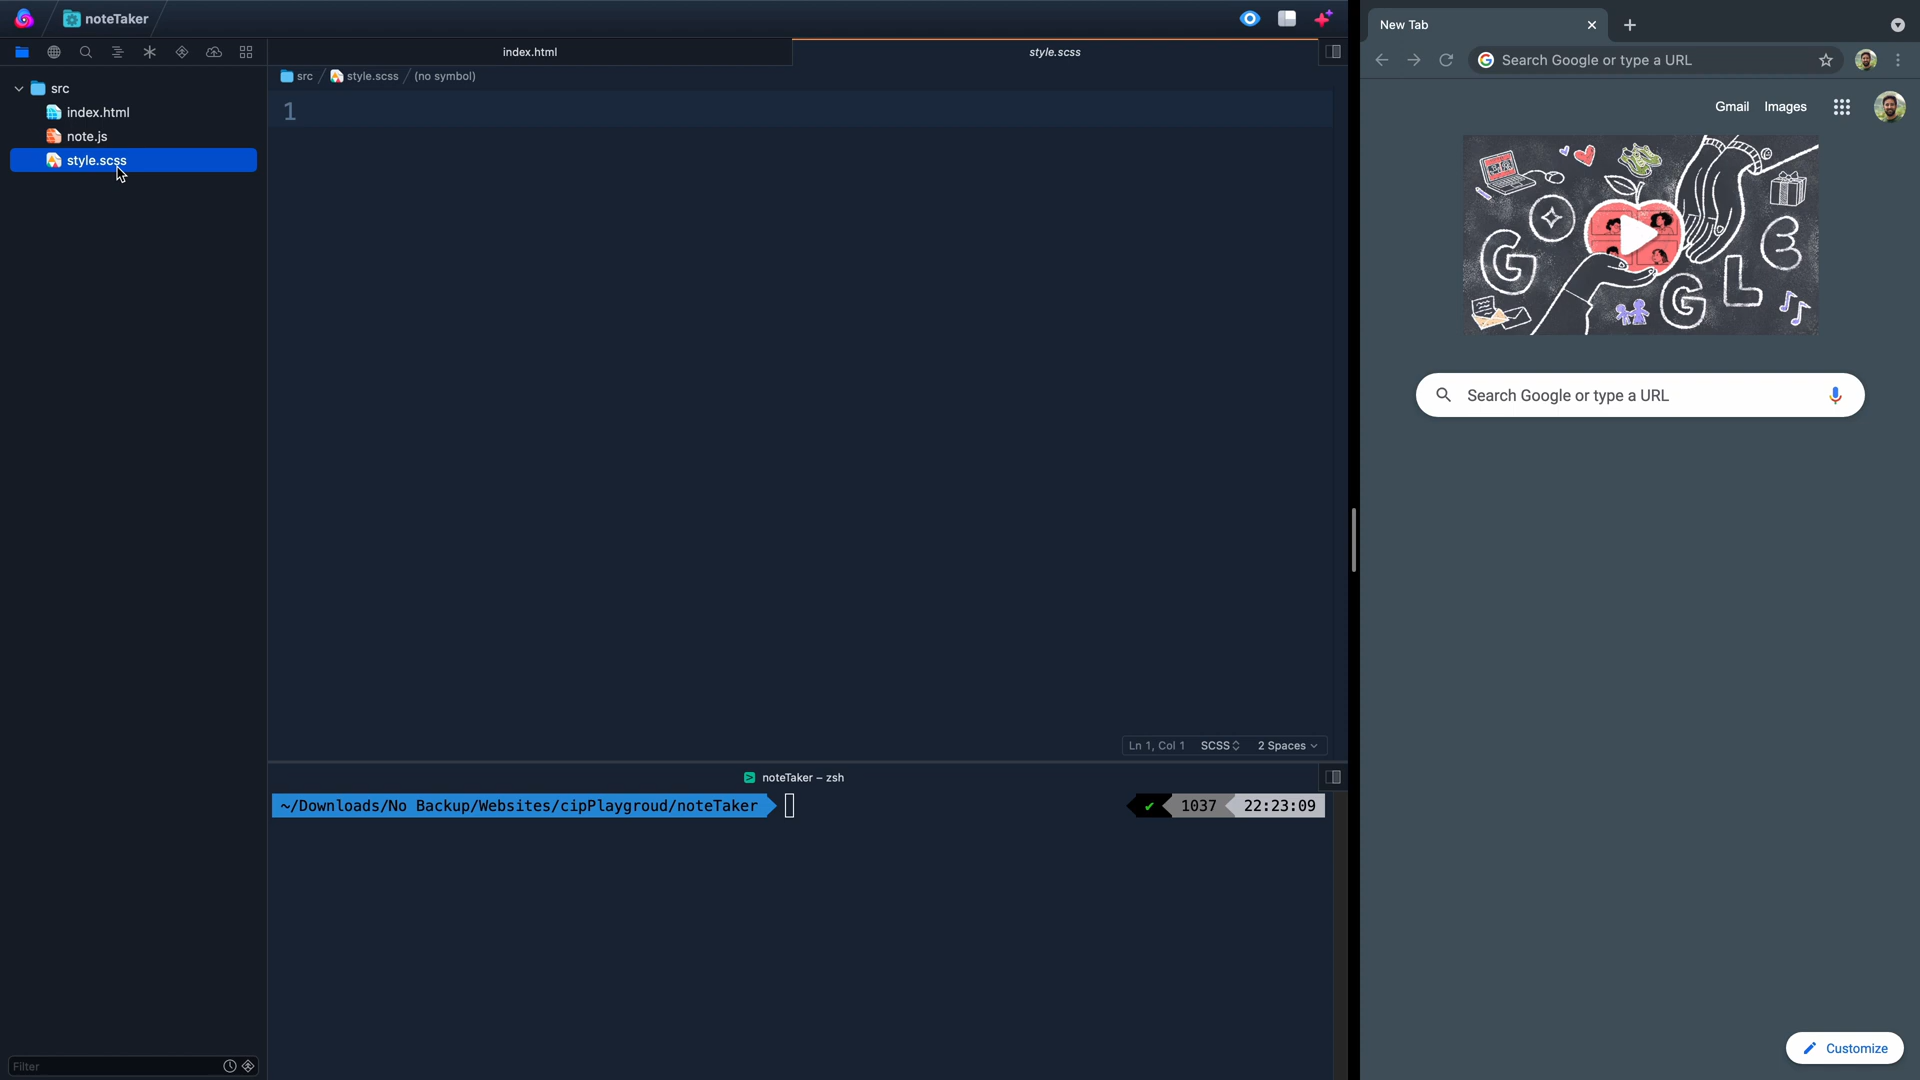 noteTaker
index.html
style.scss
src
style.scss
(no symbol)
src
index.html
note.js
style.scss
1
Ln 1, Col 1
SCSS
2 Spaces
noteTaker – zsh
~/Downloads/No Backup/Websites/cipPlaygroud/noteTaker
✔ 1037 22:23:09
Filter
New Tab
Search Google or type a URL
Gmail Images
G G L E
Search Google or type a URL
Customize